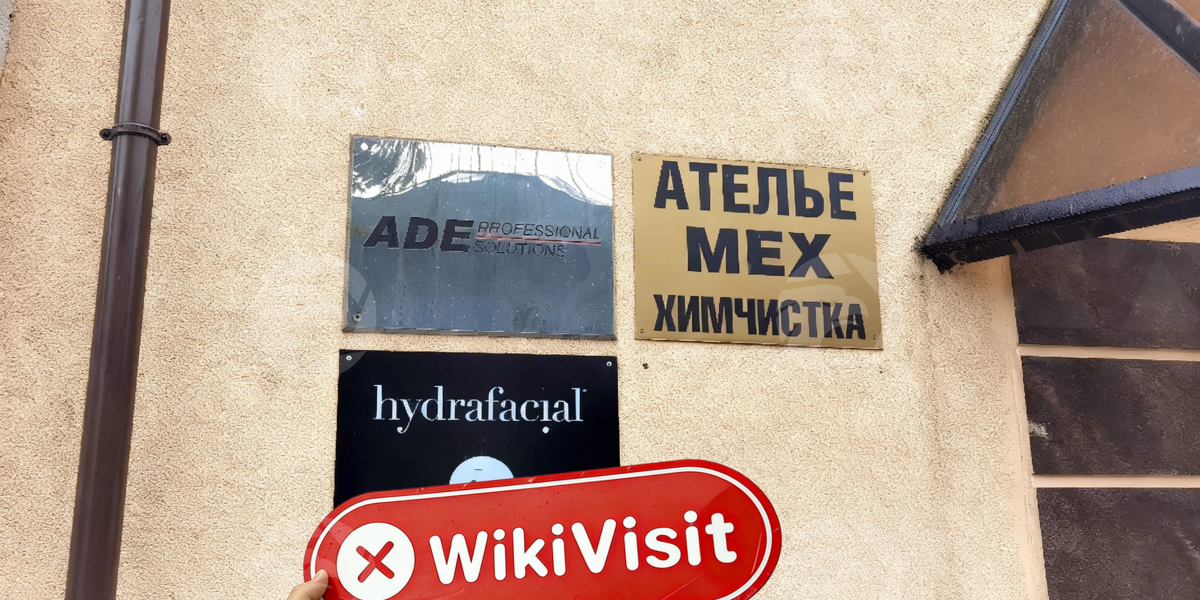 ADE PROFESSIONAL
SOLUTIONS
АТЕЛЬЕ
МЕХ
ХИМЧИСТКА
hydrafacial
WikiVisit